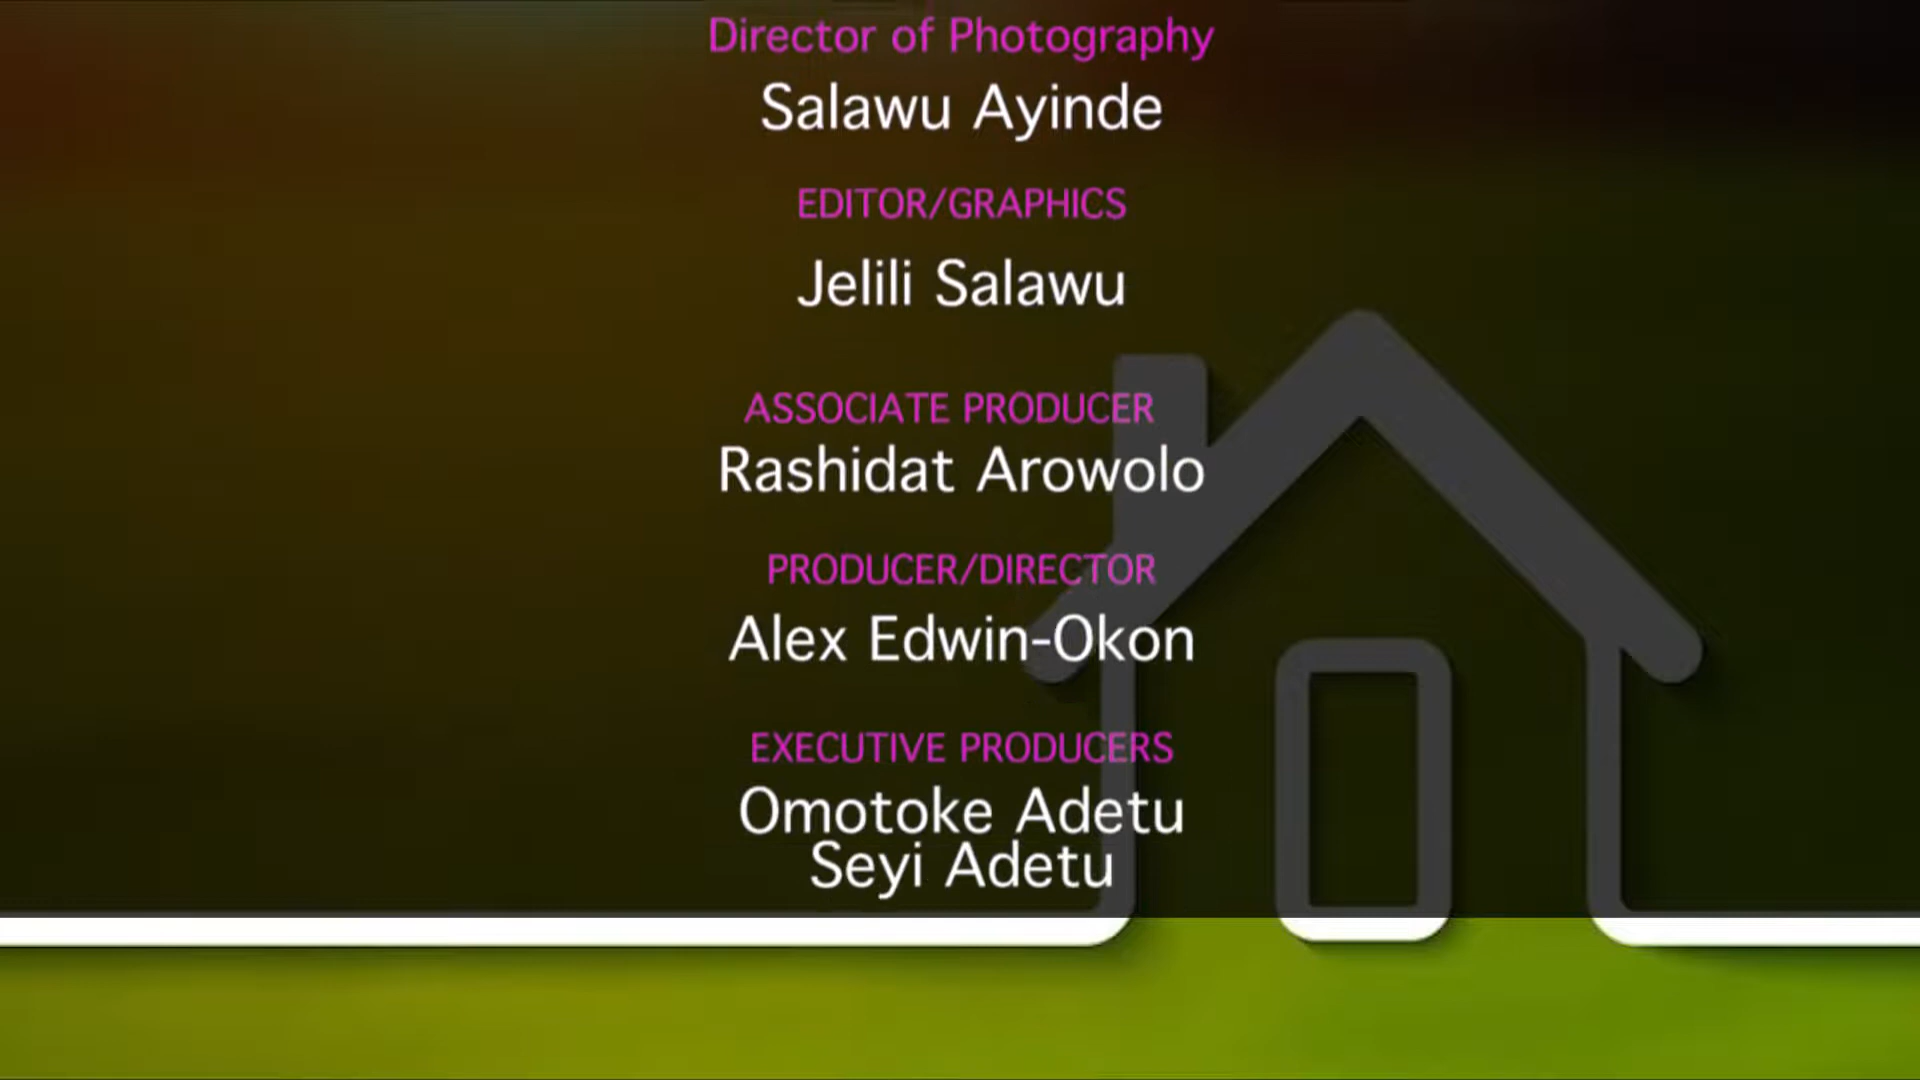 Director of Photography
Salawu Ayinde
EDITOR/GRAPHICS
Jelili Salawu
ASSOCIATE PRODUCER
Rashidat Arowolo
PRODUCER/DIRECTOR
Alex Edwin-Okon
EXECUTIVE PRODUCERS
Omotoke Adetu
Seyi Adetu